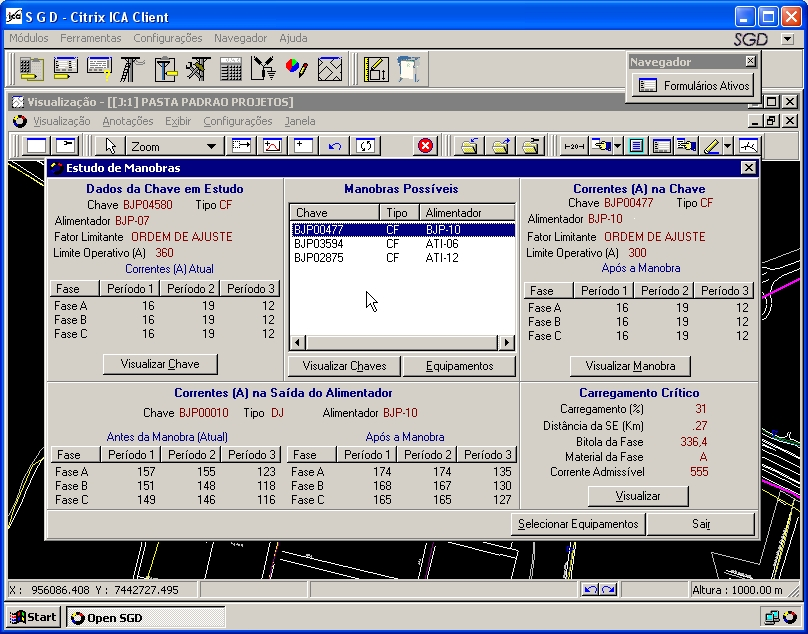 S G D - Citrix ICA Client
Módulos Ferramentas Configurações Navegador Ajuda
SGD
Navegador
Formulários Ativos
Visualização - [[J:1] PASTA PADRAO PROJETOS]
Visualização Anotações Exibir Configurações Janela
Zoom
Estudo de Manobras
Dados da Chave em Estudo
Chave BJP04580 Tipo CF
Alimentador BJP-07
Fator Limitante ORDEM DE AJUSTE
Limite Operativo (A) 360
Correntes (A) Atual
Fase Período 1 Período 2 Período 3
Fase A 16 19 12
Fase B 16 19 12
Fase C 16 19 12
Visualizar Chave
Manobras Possíveis
Chave Tipo Alimentador
BJP00477 CF BJP-10
BJP03594 CF ATI-06
BJP02875 CF ATI-12
Visualizar Chaves Equipamentos
Correntes (A) na Chave
Chave BJP00477 Tipo CF
Alimentador BJP-10
Fator Limitante ORDEM DE AJUSTE
Limite Operativo (A) 300
Após a Manobra
Fase Período 1 Período 2 Período 3
Fase A 16 19 12
Fase B 16 19 12
Fase C 16 19 12
Visualizar Manobra
Correntes (A) na Saída do Alimentador
Chave BJP00010 Tipo DJ Alimentador BJP-10
Antes da Manobra (Atual)
Fase Período 1 Período 2 Período 3
Fase A 157 155 123
Fase B 151 148 118
Fase C 149 146 116
Após a Manobra
Fase Período 1 Período 2 Período 3
Fase A 174 174 135
Fase B 168 167 130
Fase C 165 165 127
Carregamento Crítico
Carregamento (%) 31
Distância da SE (Km) .27
Bitola da Fase 336,4
Material da Fase A
Corrente Admissível 555
Visualizar
Selecionar Equipamentos Sair
X : 956086.408 Y : 7442727.495
Altura : 1000.00 m
Start Open SGD